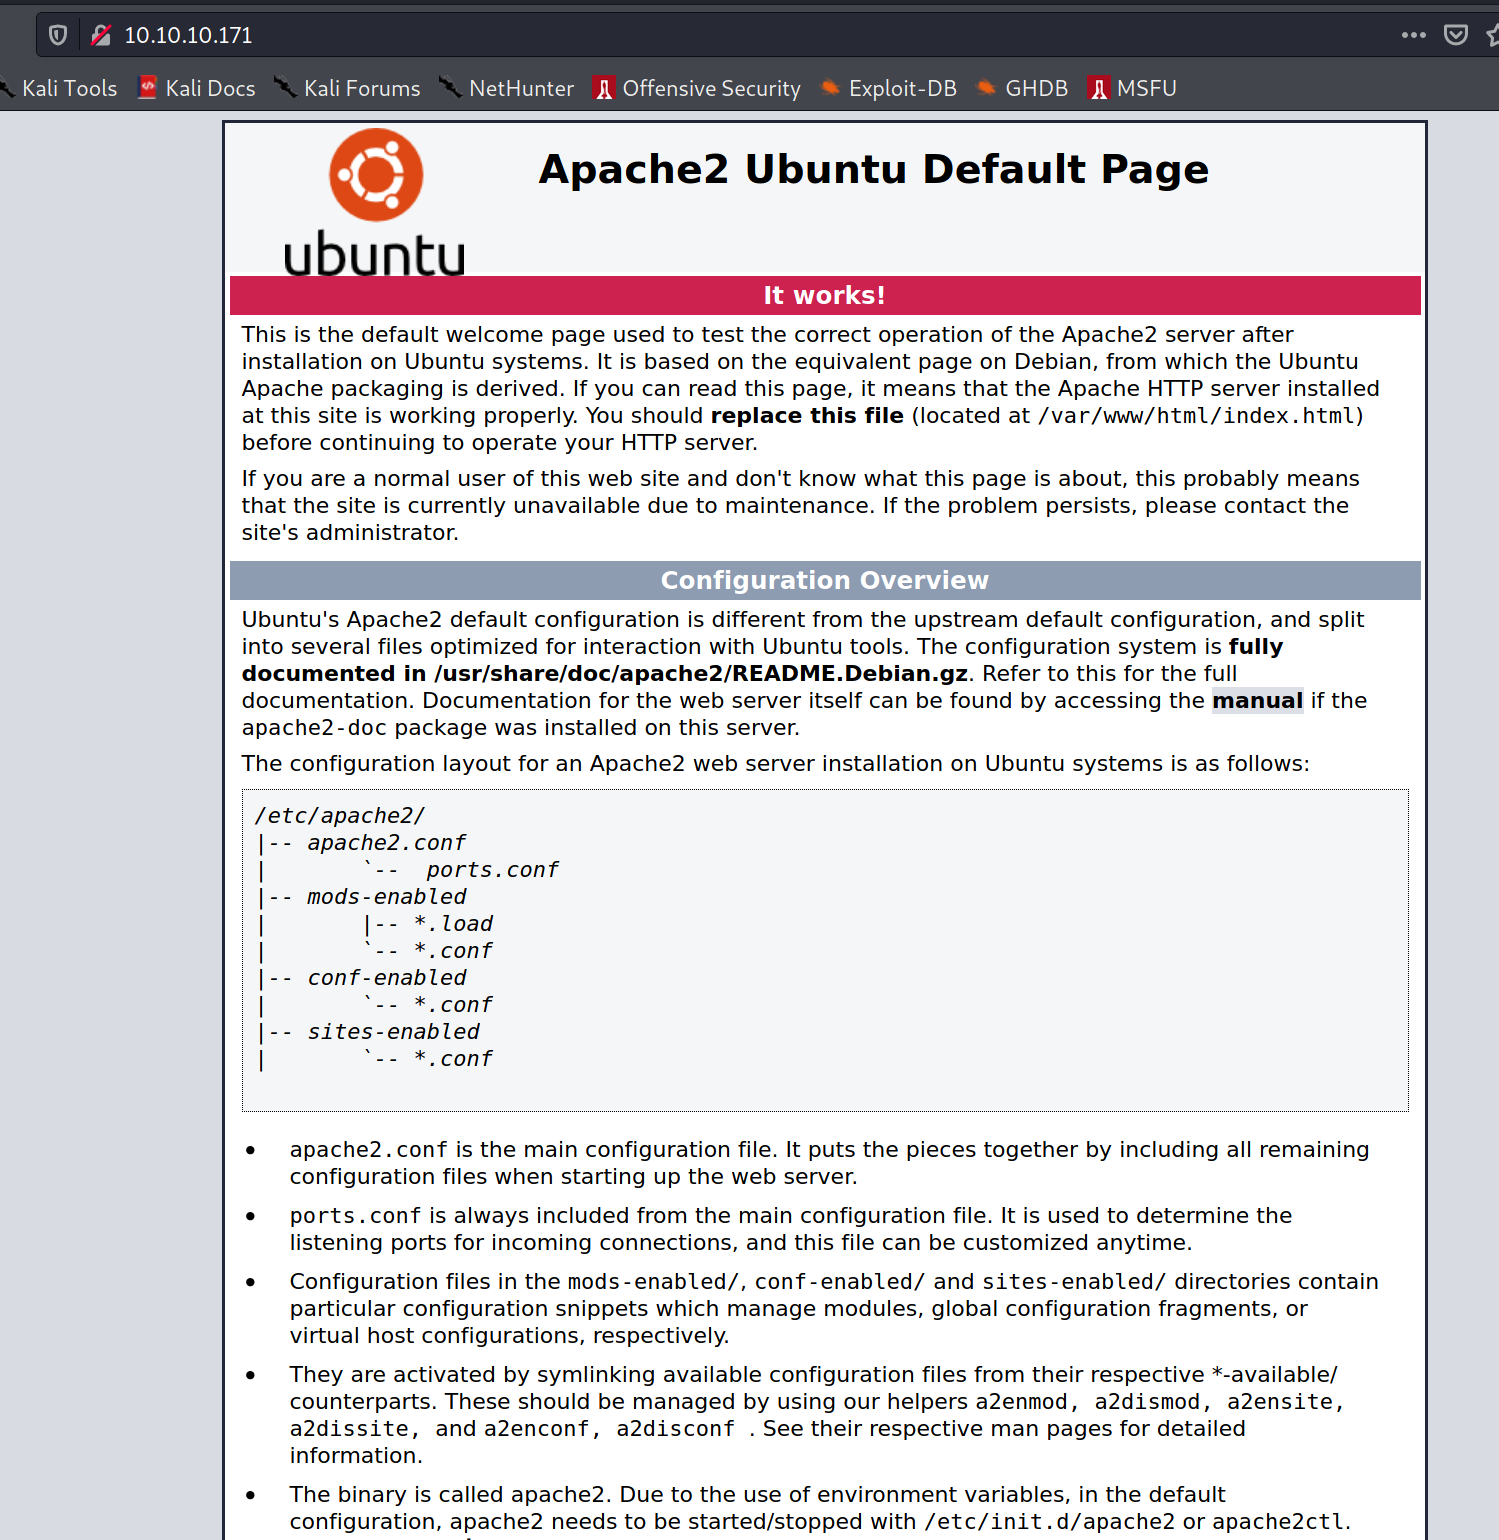 10.10.10.171
Kali Tools Kali Docs Kali Forums NetHunter Offensive Security Exploit-DB GHDB MSFU
ubuntu
Apache2 Ubuntu Default Page
It works!
This is the default welcome page used to test the correct operation of the Apache2 server after
installation on Ubuntu systems. It is based on the equivalent page on Debian, from which the Ubuntu
Apache packaging is derived. If you can read this page, it means that the Apache HTTP server installed
at this site is working properly. You should replace this file (located at /var/www/html/index.html)
before continuing to operate your HTTP server.
If you are a normal user of this web site and don't know what this page is about, this probably means
that the site is currently unavailable due to maintenance. If the problem persists, please contact the
site's administrator.
Configuration Overview
Ubuntu's Apache2 default configuration is different from the upstream default configuration, and split
into several files optimized for interaction with Ubuntu tools. The configuration system is fully
documented in /usr/share/doc/apache2/README.Debian.gz. Refer to this for the full
documentation. Documentation for the web server itself can be found by accessing the manual if the
apache2-doc package was installed on this server.
The configuration layout for an Apache2 web server installation on Ubuntu systems is as follows:
/etc/apache2/
|-- apache2.conf
|       `--  ports.conf
|-- mods-enabled
|       |-- *.load
|       `-- *.conf
|-- conf-enabled
|       `-- *.conf
|-- sites-enabled
|       `-- *.conf
• apache2.conf is the main configuration file. It puts the pieces together by including all remaining
configuration files when starting up the web server.
• ports.conf is always included from the main configuration file. It is used to determine the
listening ports for incoming connections, and this file can be customized anytime.
• Configuration files in the mods-enabled/, conf-enabled/ and sites-enabled/ directories contain
particular configuration snippets which manage modules, global configuration fragments, or
virtual host configurations, respectively.
• They are activated by symlinking available configuration files from their respective *-available/
counterparts. These should be managed by using our helpers a2enmod, a2dismod, a2ensite,
a2dissite, and a2enconf, a2disconf . See their respective man pages for detailed
information.
• The binary is called apache2. Due to the use of environment variables, in the default
configuration, apache2 needs to be started/stopped with /etc/init.d/apache2 or apache2ctl.